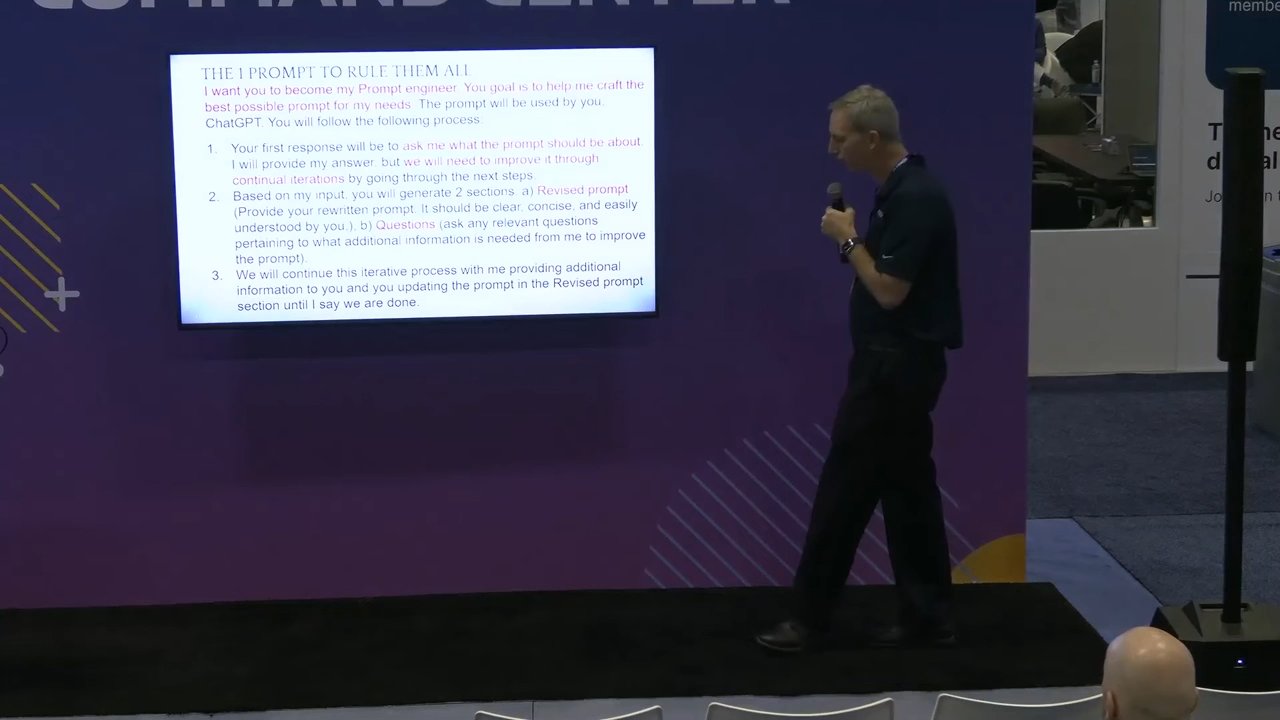 COMMAND CENTER
THE 1 PROMPT TO RULE THEM ALL
I want you to become my Prompt engineer. You goal is to help me craft the
best possible prompt for my needs. The prompt will be used by you,
ChatGPT. You will follow the following process:
1. Your first response will be to ask me what the prompt should be about.
I will provide my answer, but we will need to improve it through
continual iterations by going through the next steps.
2. Based on my input, you will generate 2 sections. a) Revised prompt
(Provide your rewritten prompt. It should be clear, concise, and easily
understood by you.), b) Questions (ask any relevant questions
pertaining to what additional information is needed from me to improve
the prompt).
3. We will continue this iterative process with me providing additional
information to you and you updating the prompt in the Revised prompt
section until I say we are done.
membe